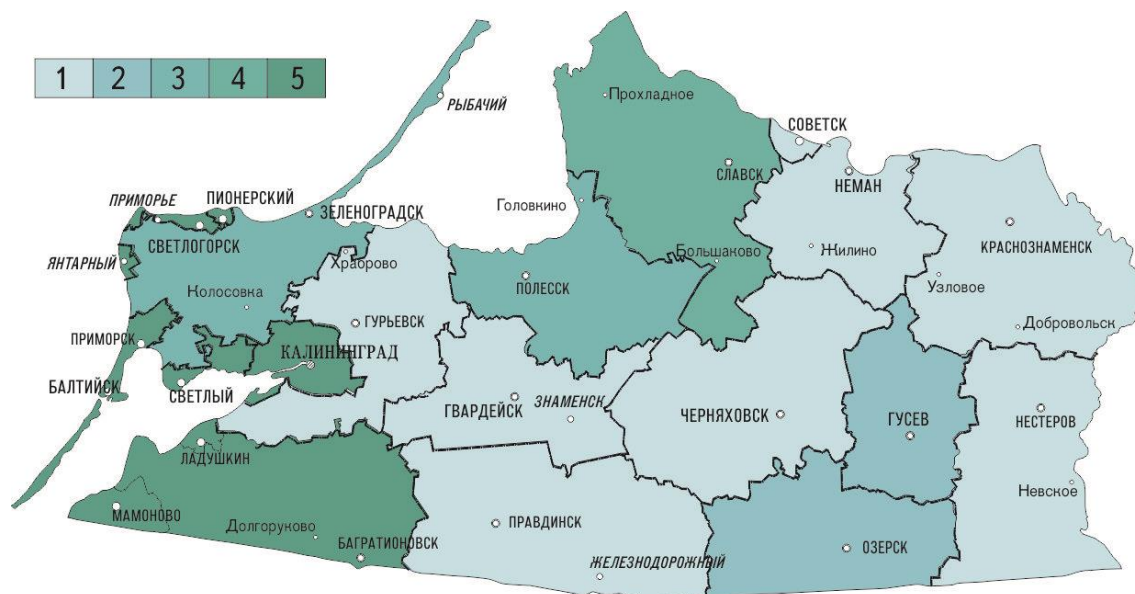 1 2 3 4 5
Прохладное
РЫБАЧИЙ
СОВЕТСК
СЛАВСК
НЕМАН
ПРИМОРЬЕ
ПИОНЕРСКИЙ
ЗЕЛЕНОГРАДСК
Головкино
СВЕТЛОГОРСК
КРАСНОЗНАМЕНСК
ЯНТАРНЫЙ
Храброво
Большаково
Жилино
Колосовка
ПОЛЕССК
Узловое
ГУРЬЕВСК
Добровольск
ПРИМОРСК
КАЛИНИНГРАД
БАЛТИЙСК
СВЕТЛЫЙ
ГВАРДЕЙСК
ЗНАМЕНСК
ЧЕРНЯХОВСК
ГУСЕВ
НЕСТЕРОВ
ЛАДУШКИН
Невское
МАМОНОВО
Долгоруково
БАГРАТИОНОВСК
ПРАВДИНСК
ОЗЕРСК
ЖЕЛЕЗНОДОРОЖНЫЙ